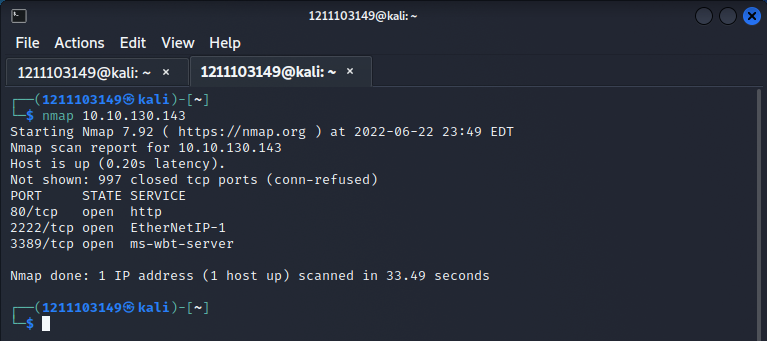 1211103149@kali: ~
File Actions Edit View Help
1211103149@kali: ~ × 1211103149@kali: ~ ×
┌──(1211103149㉿kali)-[~]
└─$ nmap 10.10.130.143
Starting Nmap 7.92 ( https://nmap.org ) at 2022-06-22 23:49 EDT
Nmap scan report for 10.10.130.143
Host is up (0.20s latency).
Not shown: 997 closed tcp ports (conn-refused)
PORT     STATE SERVICE
80/tcp   open  http
2222/tcp open  EtherNetIP-1
3389/tcp open  ms-wbt-server
Nmap done: 1 IP address (1 host up) scanned in 33.49 seconds
┌──(1211103149㉿kali)-[~]
└─$